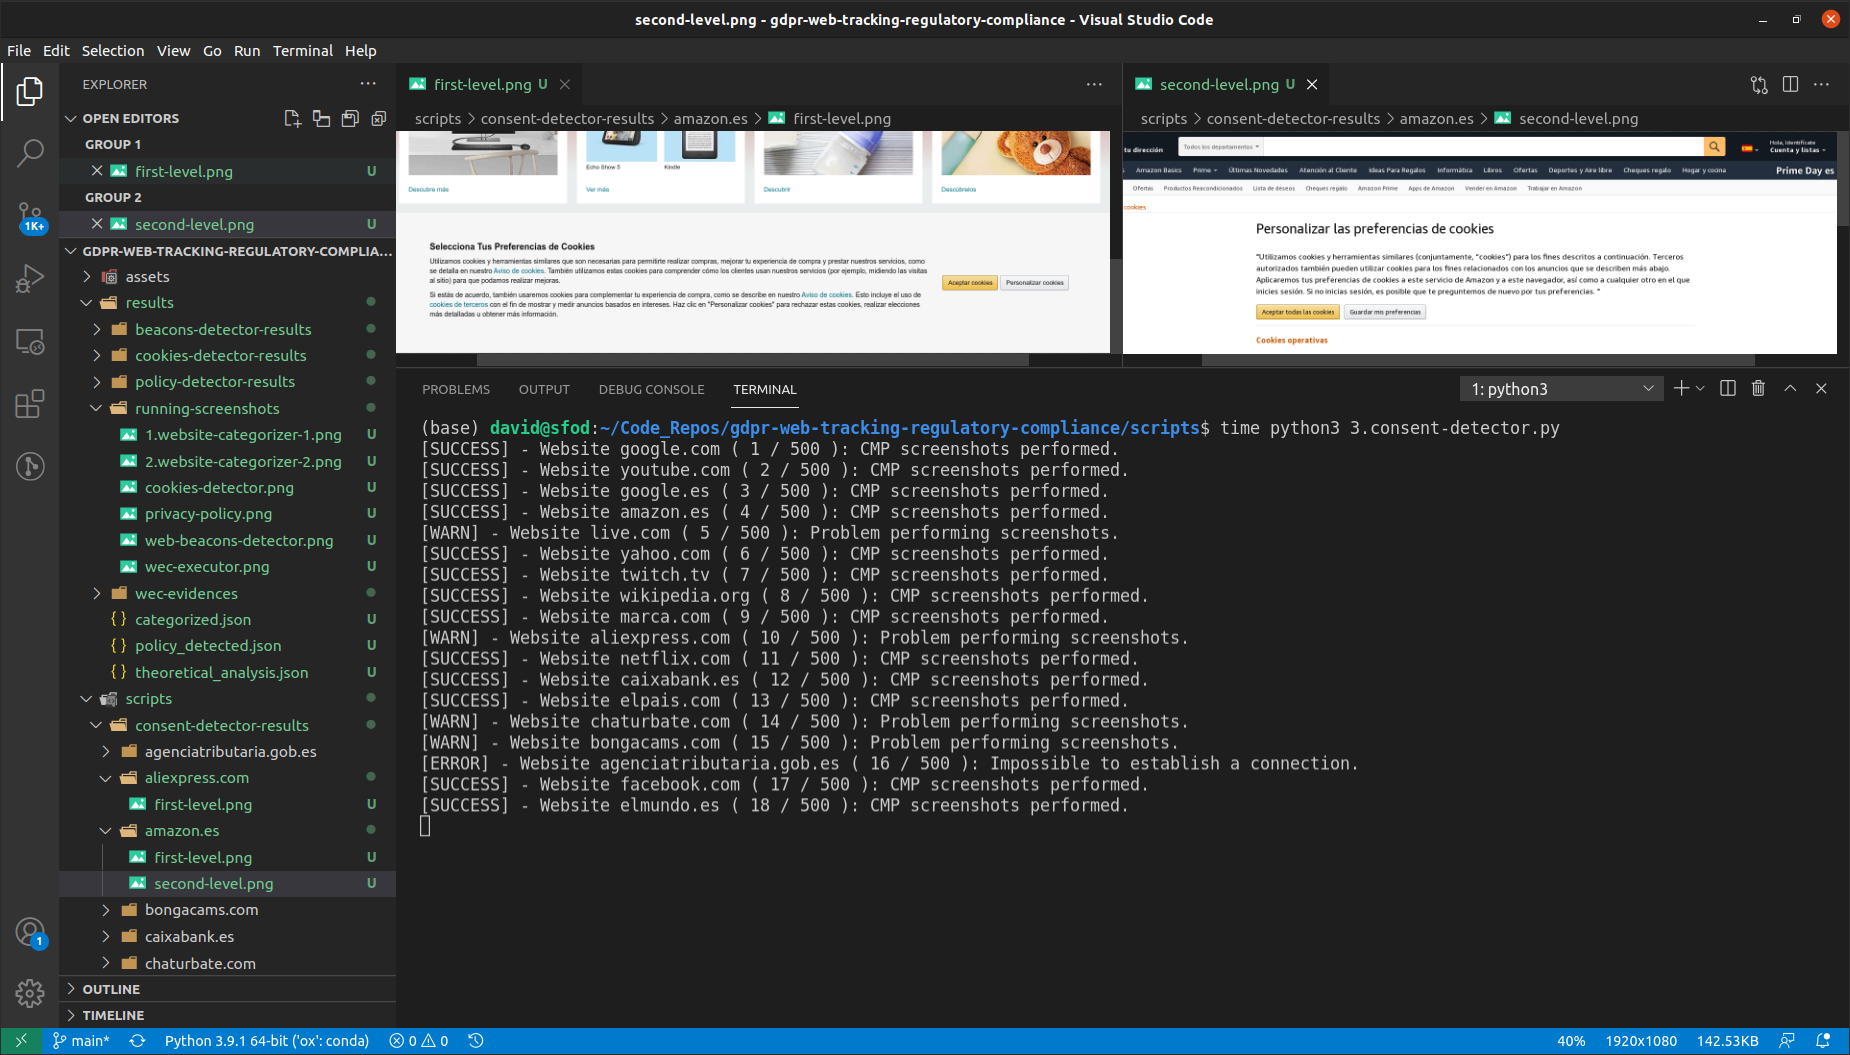 second-level.png - gdpr-web-tracking-regulatory-compliance - Visual Studio Code
File Edit Selection View Go Run Terminal Help
EXPLORER
OPEN EDITORS
GROUP 1
first-level.png U
GROUP 2
second-level.png U
GDPR-WEB-TRACKING-REGULATORY-COMPLIA...
assets
results
beacons-detector-results
cookies-detector-results
policy-detector-results
running-screenshots
1.website-categorizer-1.png U
2.website-categorizer-2.png U
cookies-detector.png U
privacy-policy.png U
web-beacons-detector.png U
wec-executor.png U
wec-evidences
{} categorized.json U
{} policy_detected.json U
{} theoretical_analysis.json U
scripts
consent-detector-results
agenciatributaria.gob.es
aliexpress.com
first-level.png U
amazon.es
first-level.png U
second-level.png U
bongacams.com
caixabank.es
chaturbate.com
OUTLINE
TIMELINE
1K+
1
first-level.png U
scripts > consent-detector-results > amazon.es > first-level.png
Echo Show 5
Kindle
Descubre más
Ver más
Descubrir
Descúbrelos
Selecciona Tus Preferencias de Cookies
Utilizamos cookies y herramientas similares que son necesarias para permitirte realizar compras, mejorar tu experiencia de compra y prestar nuestros servicios, como
se detalla en nuestro Aviso de cookies. También utilizamos estas cookies para comprender cómo los clientes usan nuestros servicios (por ejemplo, midiendo las visitas
al sitio) para que podamos realizar mejoras.
Si estás de acuerdo, también usaremos cookies para complementar tu experiencia de compra, como se describe en nuestro Aviso de cookies. Esto incluye el uso de
cookies de terceros con el fin de mostrar y medir anuncios basados en intereses. Haz clic en "Personalizar cookies" para rechazar estas cookies, realizar elecciones
más detalladas u obtener más información.
Aceptar cookies
Personalizar cookies
second-level.png U
scripts > consent-detector-results > amazon.es > second-level.png
tu dirección
Todos los departamentos
Hola, Identifícate
Cuenta y listas
s Amazon Basics Prime Últimas Novedades Atención al Cliente Ideas Para Regalos Informática Libros Ofertas Deportes y Aire libre Cheques regalo Hogar y cocina Prime Day es
Ofertas Productos Reacondicionados Lista de deseos Cheques regalo Amazon Prime Apps de Amazon Vender en Amazon Trabajar en Amazon
cookies
Personalizar las preferencias de cookies
"Utilizamos cookies y herramientas similares (conjuntamente, "cookies") para los fines descritos a continuación. Terceros
autorizados también pueden utilizar cookies para los fines relacionados con los anuncios que se describen más abajo.
Aplicaremos tus preferencias de cookies a este servicio de Amazon y a este navegador, así como a cualquier otro en el que
inicies sesión. Si no inicias sesión, es posible que te preguntemos de nuevo por tus preferencias. "
Aceptar todas las cookies
Guardar mis preferencias
Cookies operativas
PROBLEMS OUTPUT DEBUG CONSOLE TERMINAL
1: python3
(base) david@sfod:~/Code_Repos/gdpr-web-tracking-regulatory-compliance/scripts$ time python3 3.consent-detector.py
[SUCCESS] - Website google.com ( 1 / 500 ): CMP screenshots performed.
[SUCCESS] - Website youtube.com ( 2 / 500 ): CMP screenshots performed.
[SUCCESS] - Website google.es ( 3 / 500 ): CMP screenshots performed.
[SUCCESS] - Website amazon.es ( 4 / 500 ): CMP screenshots performed.
[WARN] - Website live.com ( 5 / 500 ): Problem performing screenshots.
[SUCCESS] - Website yahoo.com ( 6 / 500 ): CMP screenshots performed.
[SUCCESS] - Website twitch.tv ( 7 / 500 ): CMP screenshots performed.
[SUCCESS] - Website wikipedia.org ( 8 / 500 ): CMP screenshots performed.
[SUCCESS] - Website marca.com ( 9 / 500 ): CMP screenshots performed.
[WARN] - Website aliexpress.com ( 10 / 500 ): Problem performing screenshots.
[SUCCESS] - Website netflix.com ( 11 / 500 ): CMP screenshots performed.
[SUCCESS] - Website caixabank.es ( 12 / 500 ): CMP screenshots performed.
[SUCCESS] - Website elpais.com ( 13 / 500 ): CMP screenshots performed.
[WARN] - Website chaturbate.com ( 14 / 500 ): Problem performing screenshots.
[WARN] - Website bongacams.com ( 15 / 500 ): Problem performing screenshots.
[ERROR] - Website agenciatributaria.gob.es ( 16 / 500 ): Impossible to establish a connection.
[SUCCESS] - Website facebook.com ( 17 / 500 ): CMP screenshots performed.
[SUCCESS] - Website elmundo.es ( 18 / 500 ): CMP screenshots performed.
main* Python 3.9.1 64-bit ('ox': conda) 0 0 40% 1920x1080 142.53KB